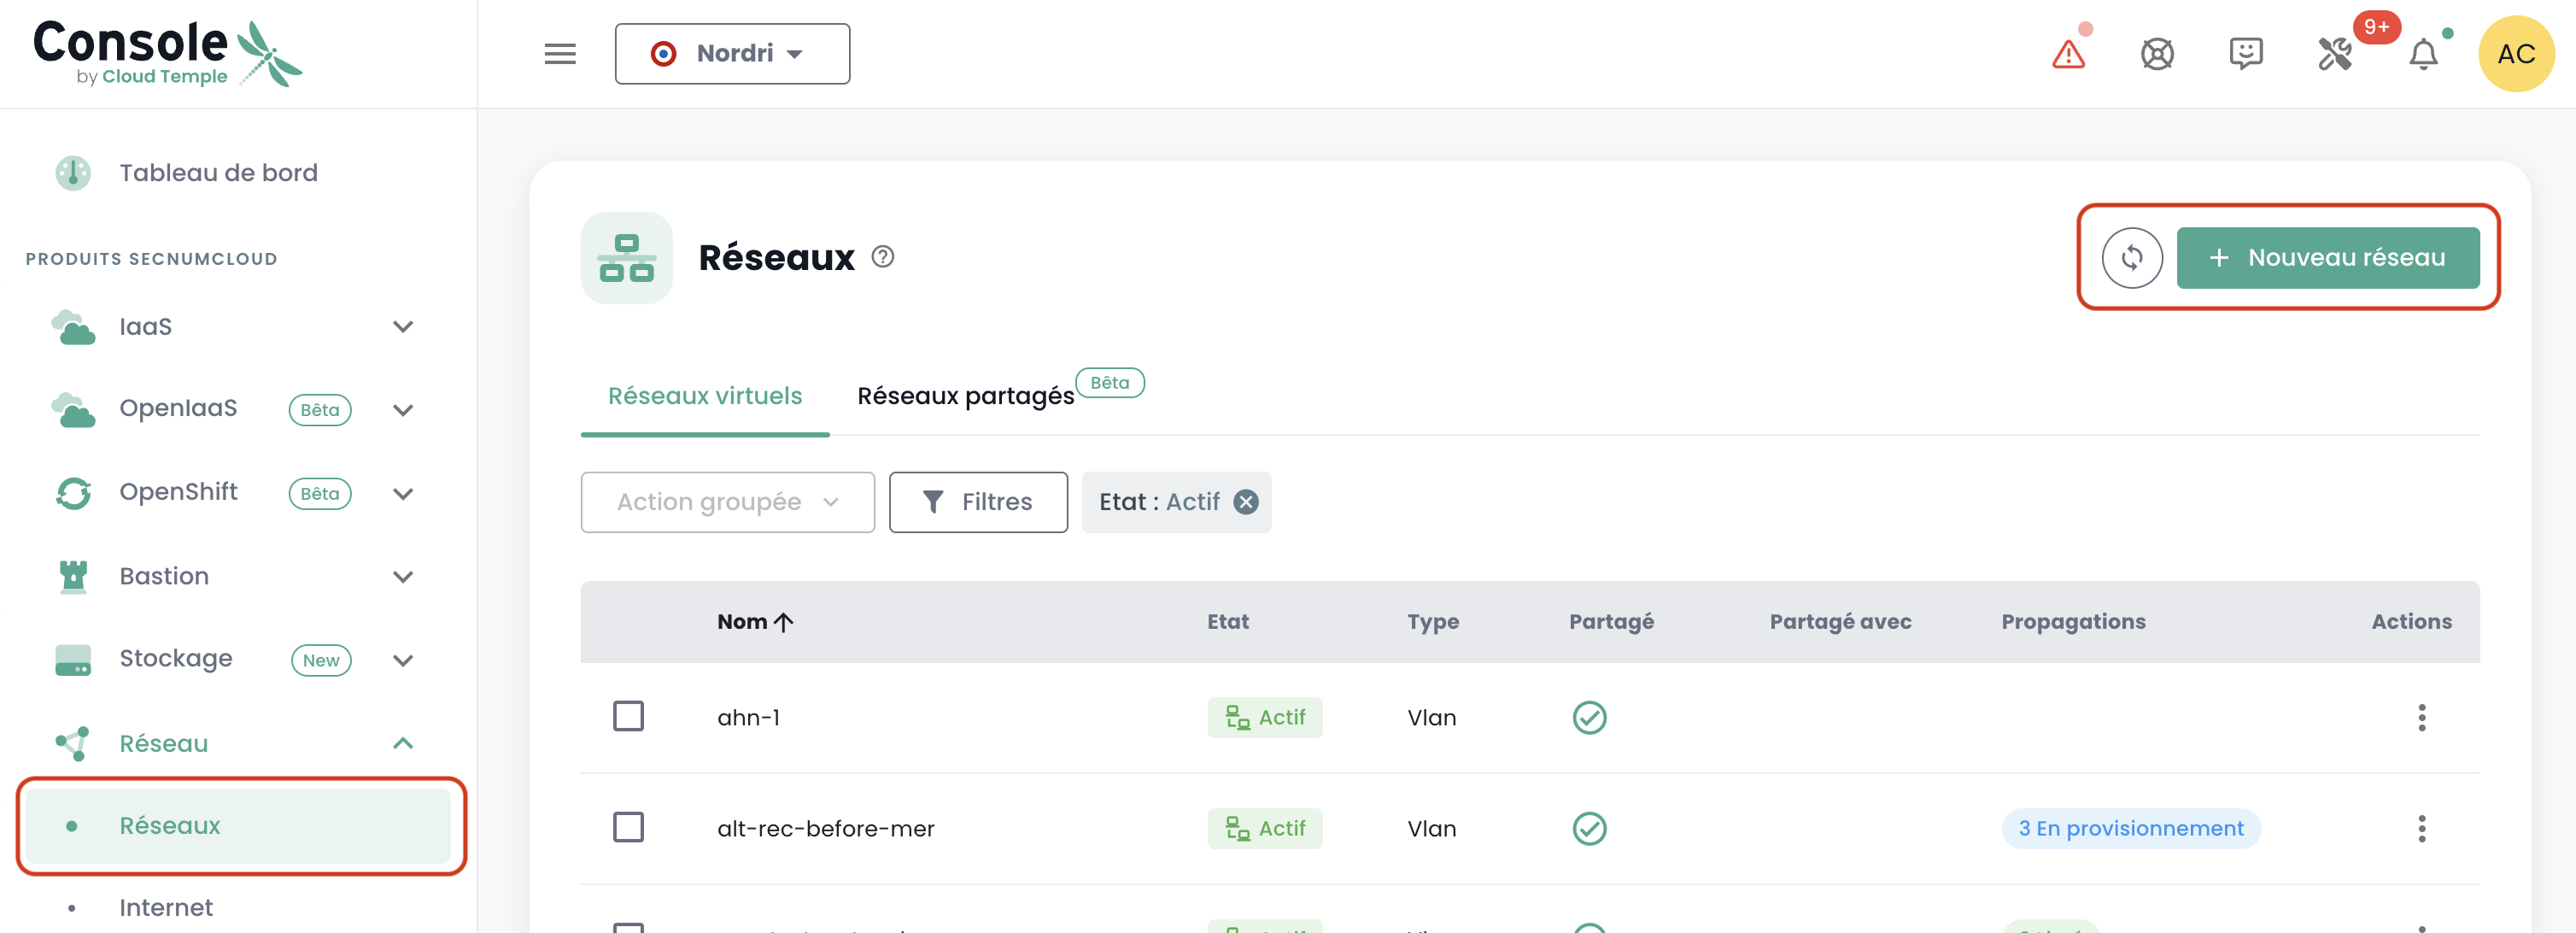 Console
by Cloud Temple
Nordri
9+
AC
Tableau de bord
PRODUITS SECNUMCLOUD
IaaS
OpenIaaS
Bêta
OpenShift
Bêta
Bastion
Stockage
New
Réseau
Réseaux
Internet
Réseaux
Nouveau réseau
Réseaux virtuels
Réseaux partagés
Bêta
Action groupée
Filtres
Etat : Actif
Nom Etat Type Partagé Partagé avec Propagations Actions
ahn-1 Actif Vlan
alt-rec-before-mer Actif Vlan 3 En provisionnement